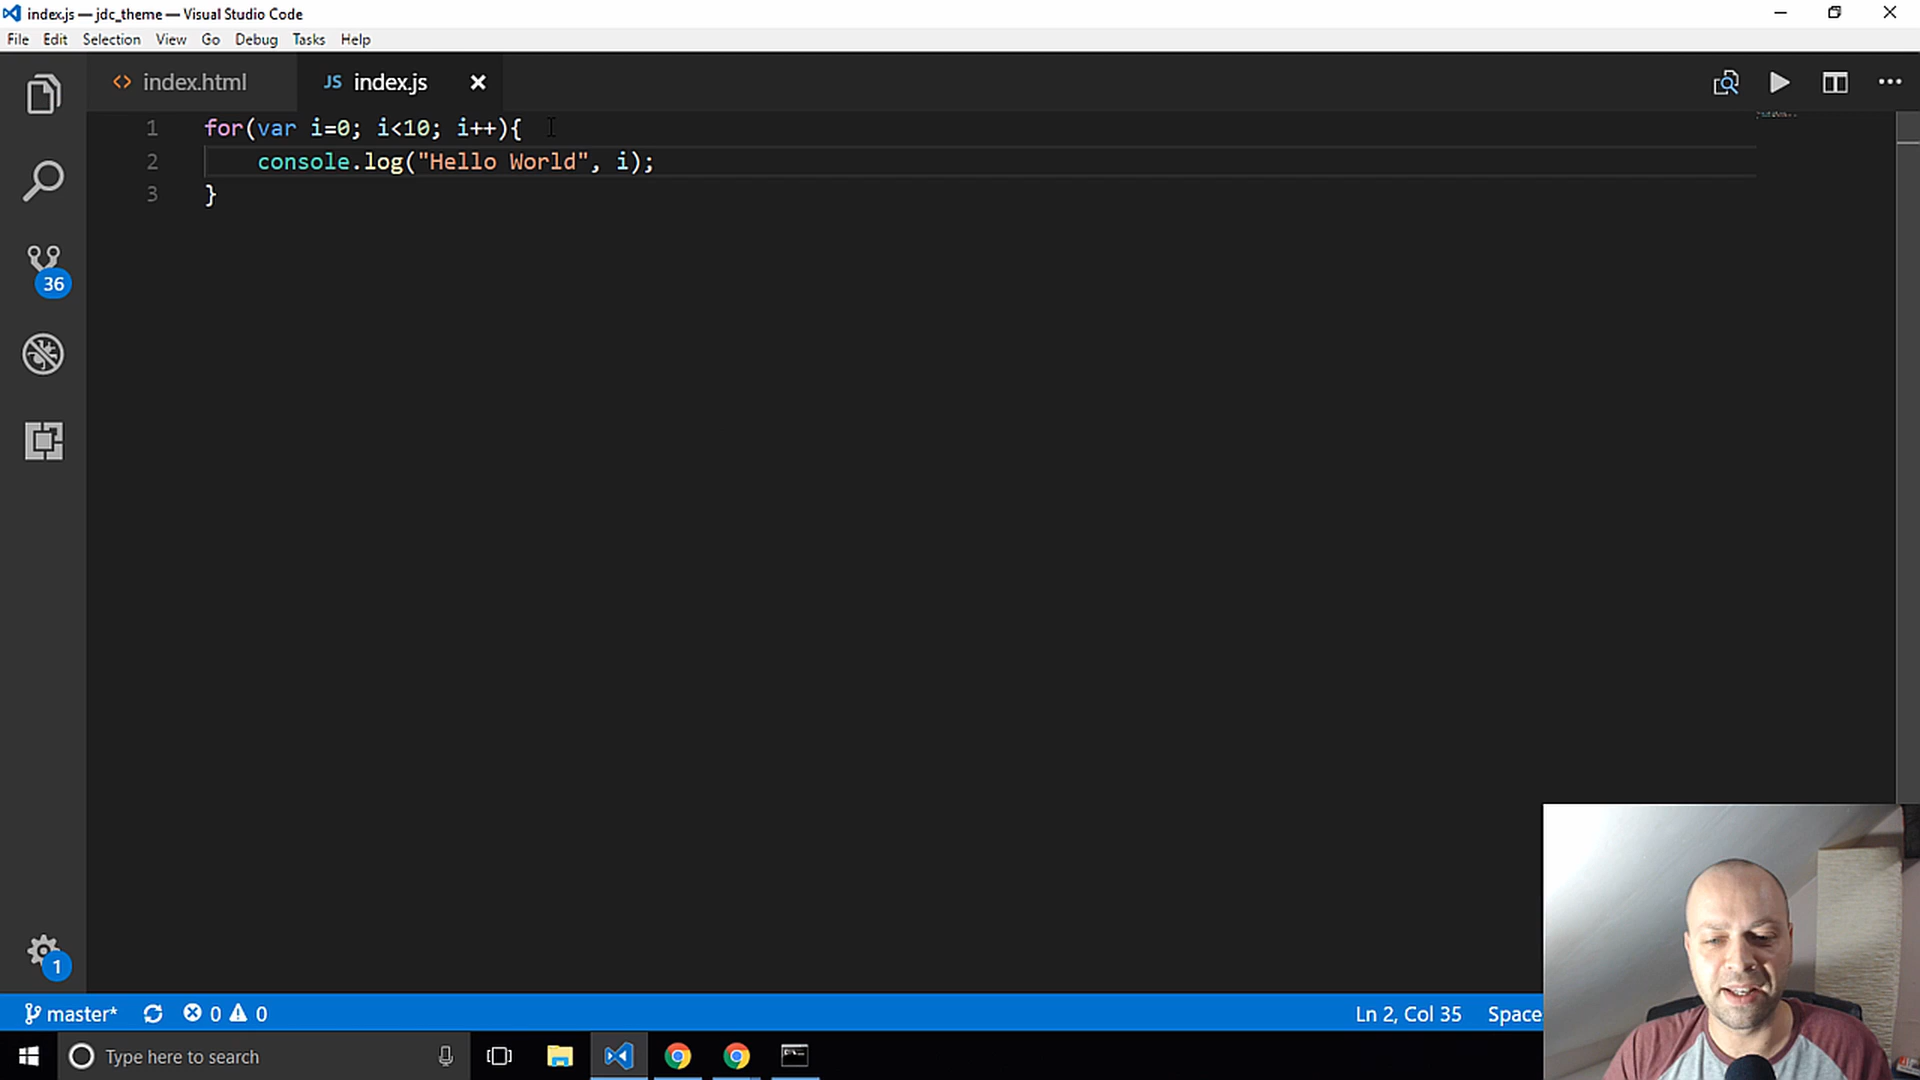 index.js — jdc_theme — Visual Studio Code
File Edit Selection View Go Debug Tasks Help
<> index.html JS index.js
1 for(var i=0; i<10; i++){
2 console.log("Hello World", i);
3 }
36
1
master* 0 0 Ln 2, Col 35 Space
Type here to search